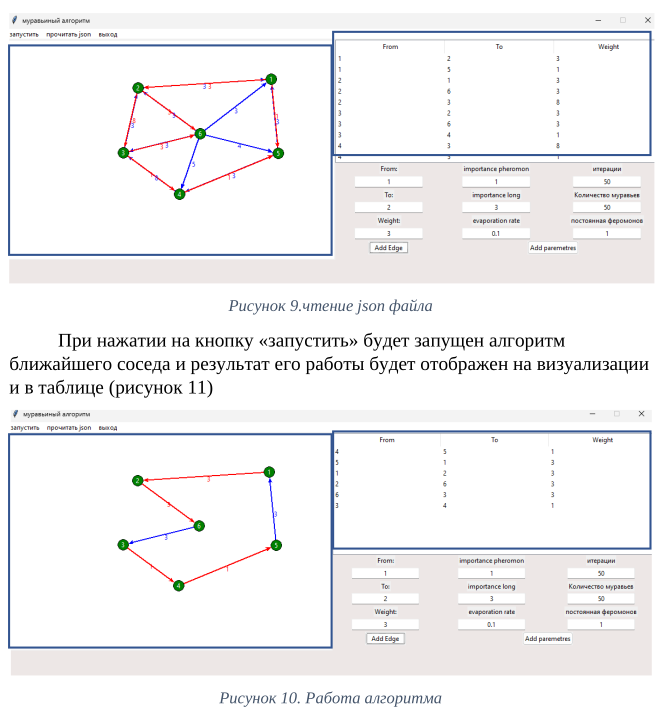 муравьиный алгоритм
запустить прочитать json выход
From To Weight
1 2 3
1 5 1
2 1 3
2 6 3
2 3 8
3 2 3
3 6 3
3 4 1
4 3 8
4 5 1
From: importance pheromon итерации
1 1 50
To: importance long Количество муравьев
2 3 50
Weight: evaporation rate постоянная феромонов
3 0.1 1
Add Edge Add paremetres
Рисунок 9.чтение json файла
При нажатии на кнопку «запустить» будет запущен алгоритм
ближайшего соседа и результат его работы будет отображен на визуализации
и в таблице (рисунок 11)
муравьиный алгоритм
запустить прочитать json выход
From To Weight
4 5 1
5 1 3
1 2 3
2 6 3
6 3 3
3 4 1
From: importance pheromon итерации
1 1 50
To: importance long Количество муравьев
2 3 50
Weight: evaporation rate постоянная феромонов
3 0.1 1
Add Edge Add paremetres
Рисунок 10. Работа алгоритма